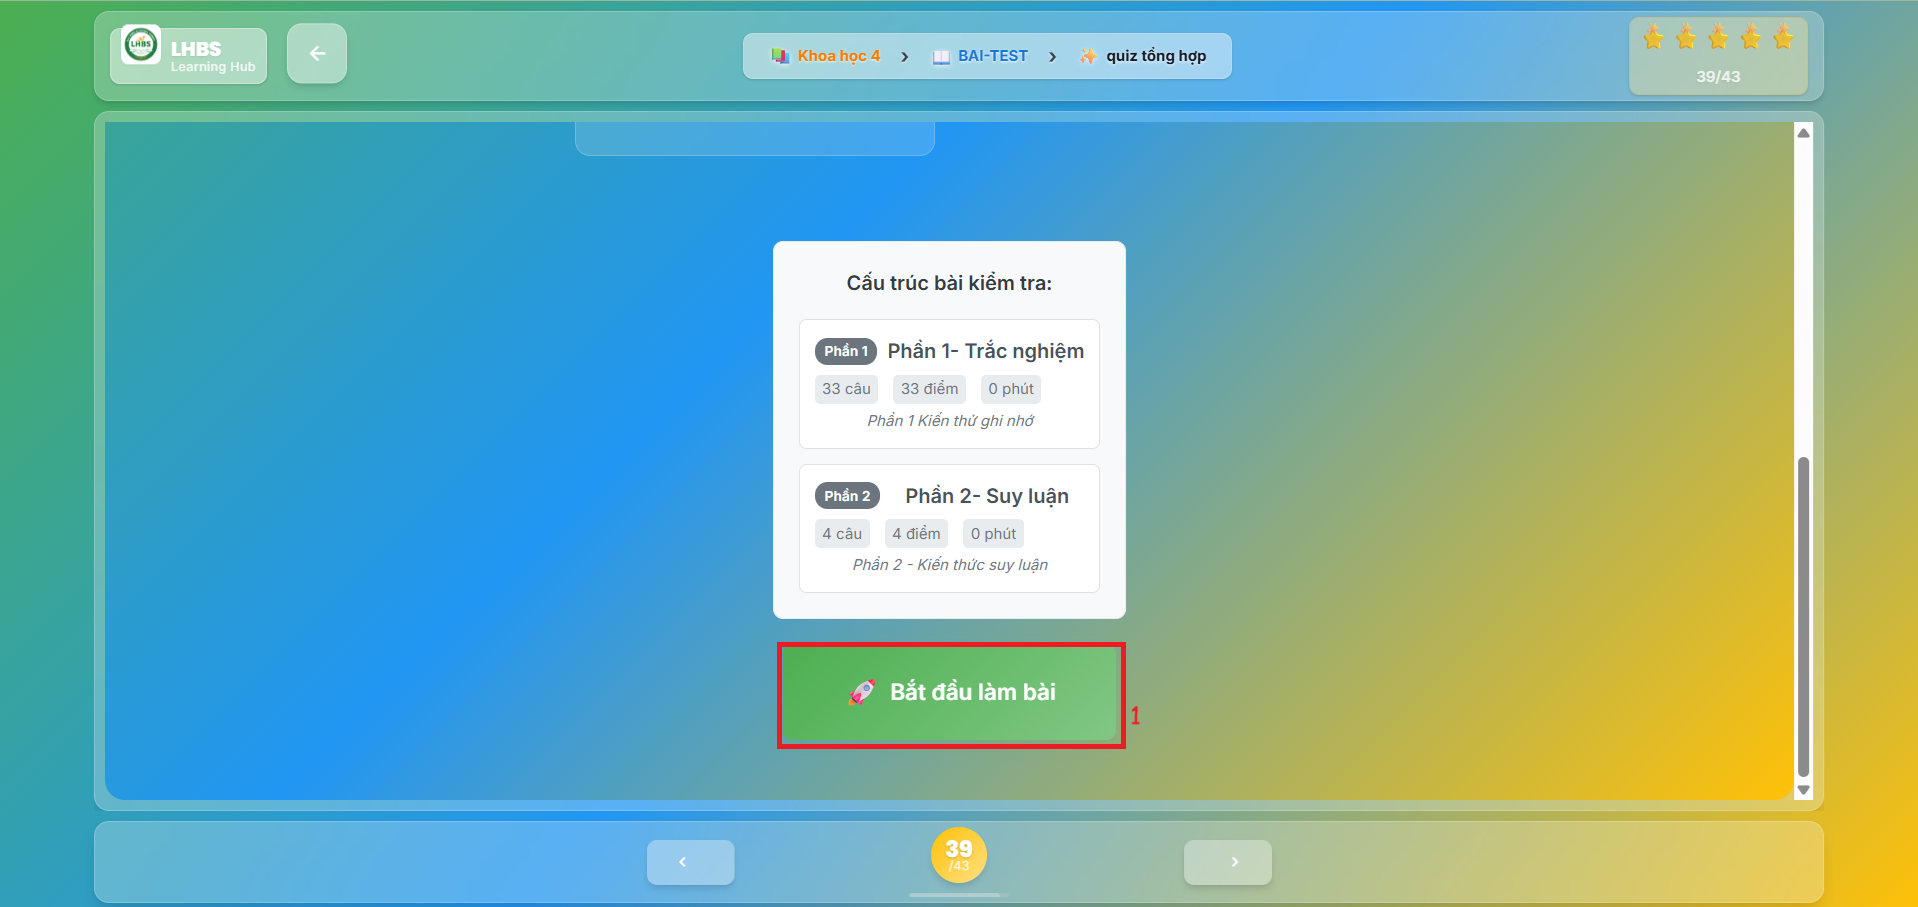 LHBS
LHBS
Learning Hub
Khoa học 4
BAI-TEST
quiz tổng hợp
39/43
Cấu trúc bài kiểm tra:
Phần 1
Phần 1- Trắc nghiệm
33 câu
33 điểm
0 phút
Phần 1 Kiến thử ghi nhớ
Phần 2
Phần 2- Suy luận
4 câu
4 điểm
0 phút
Phần 2 - Kiến thức suy luận
Bắt đầu làm bài
1
39
/43